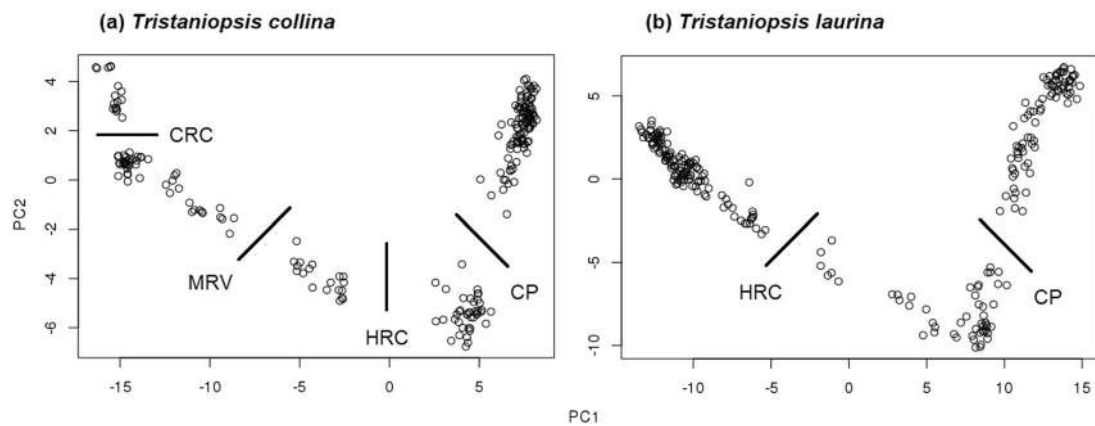 (a) Tristaniopsis collina
(b) Tristaniopsis laurina
PC2
4
2
0
-2
-4
-6
CRC
MRV
HRC
CP
-15
-10
-5
0
5
5
0
-5
-10
HRC
CP
-10
-5
0
5
10
15
PC1